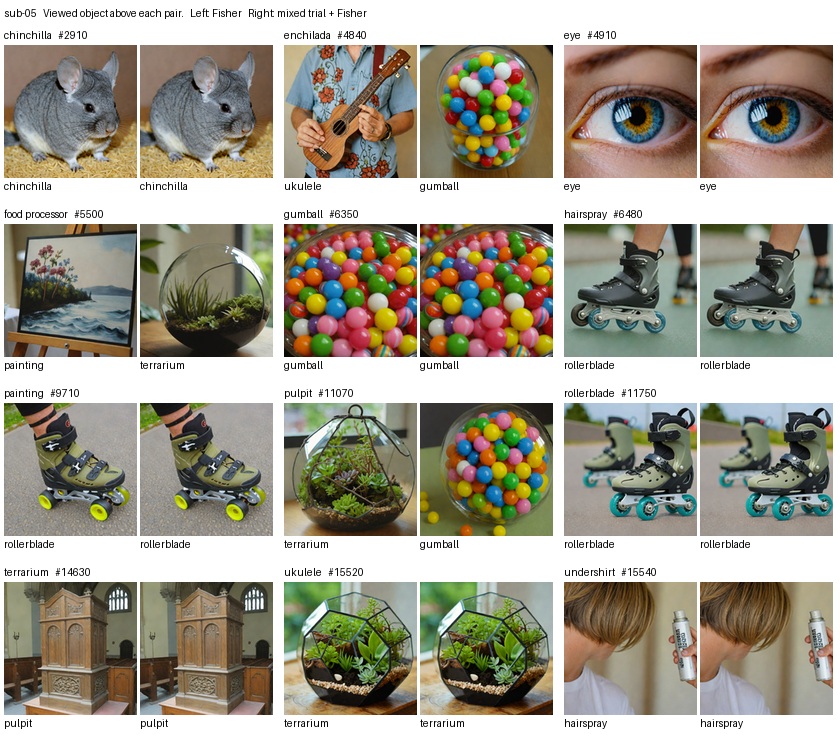 sub-05 Viewed object above each pair. Left Fisher Right mixed trial + Fisher
chinchilla #2910
enchilada #4840
eye #4910
chinchilla
chinchilla
ukulele
gumball
eye
eye
food processor #5500
gumball #6350
hairspray #6480
painting
terrarium
gumball
gumball
rollerblade
rollerblade
painting #9710
pulpit #11070
rollerblade #11750
rollerblade
rollerblade
terrarium
gumball
rollerblade
rollerblade
terrarium #14630
ukulele #15520
undershirt #15540
pulpit
pulpit
terrarium
terrarium
hairspray
hairspray